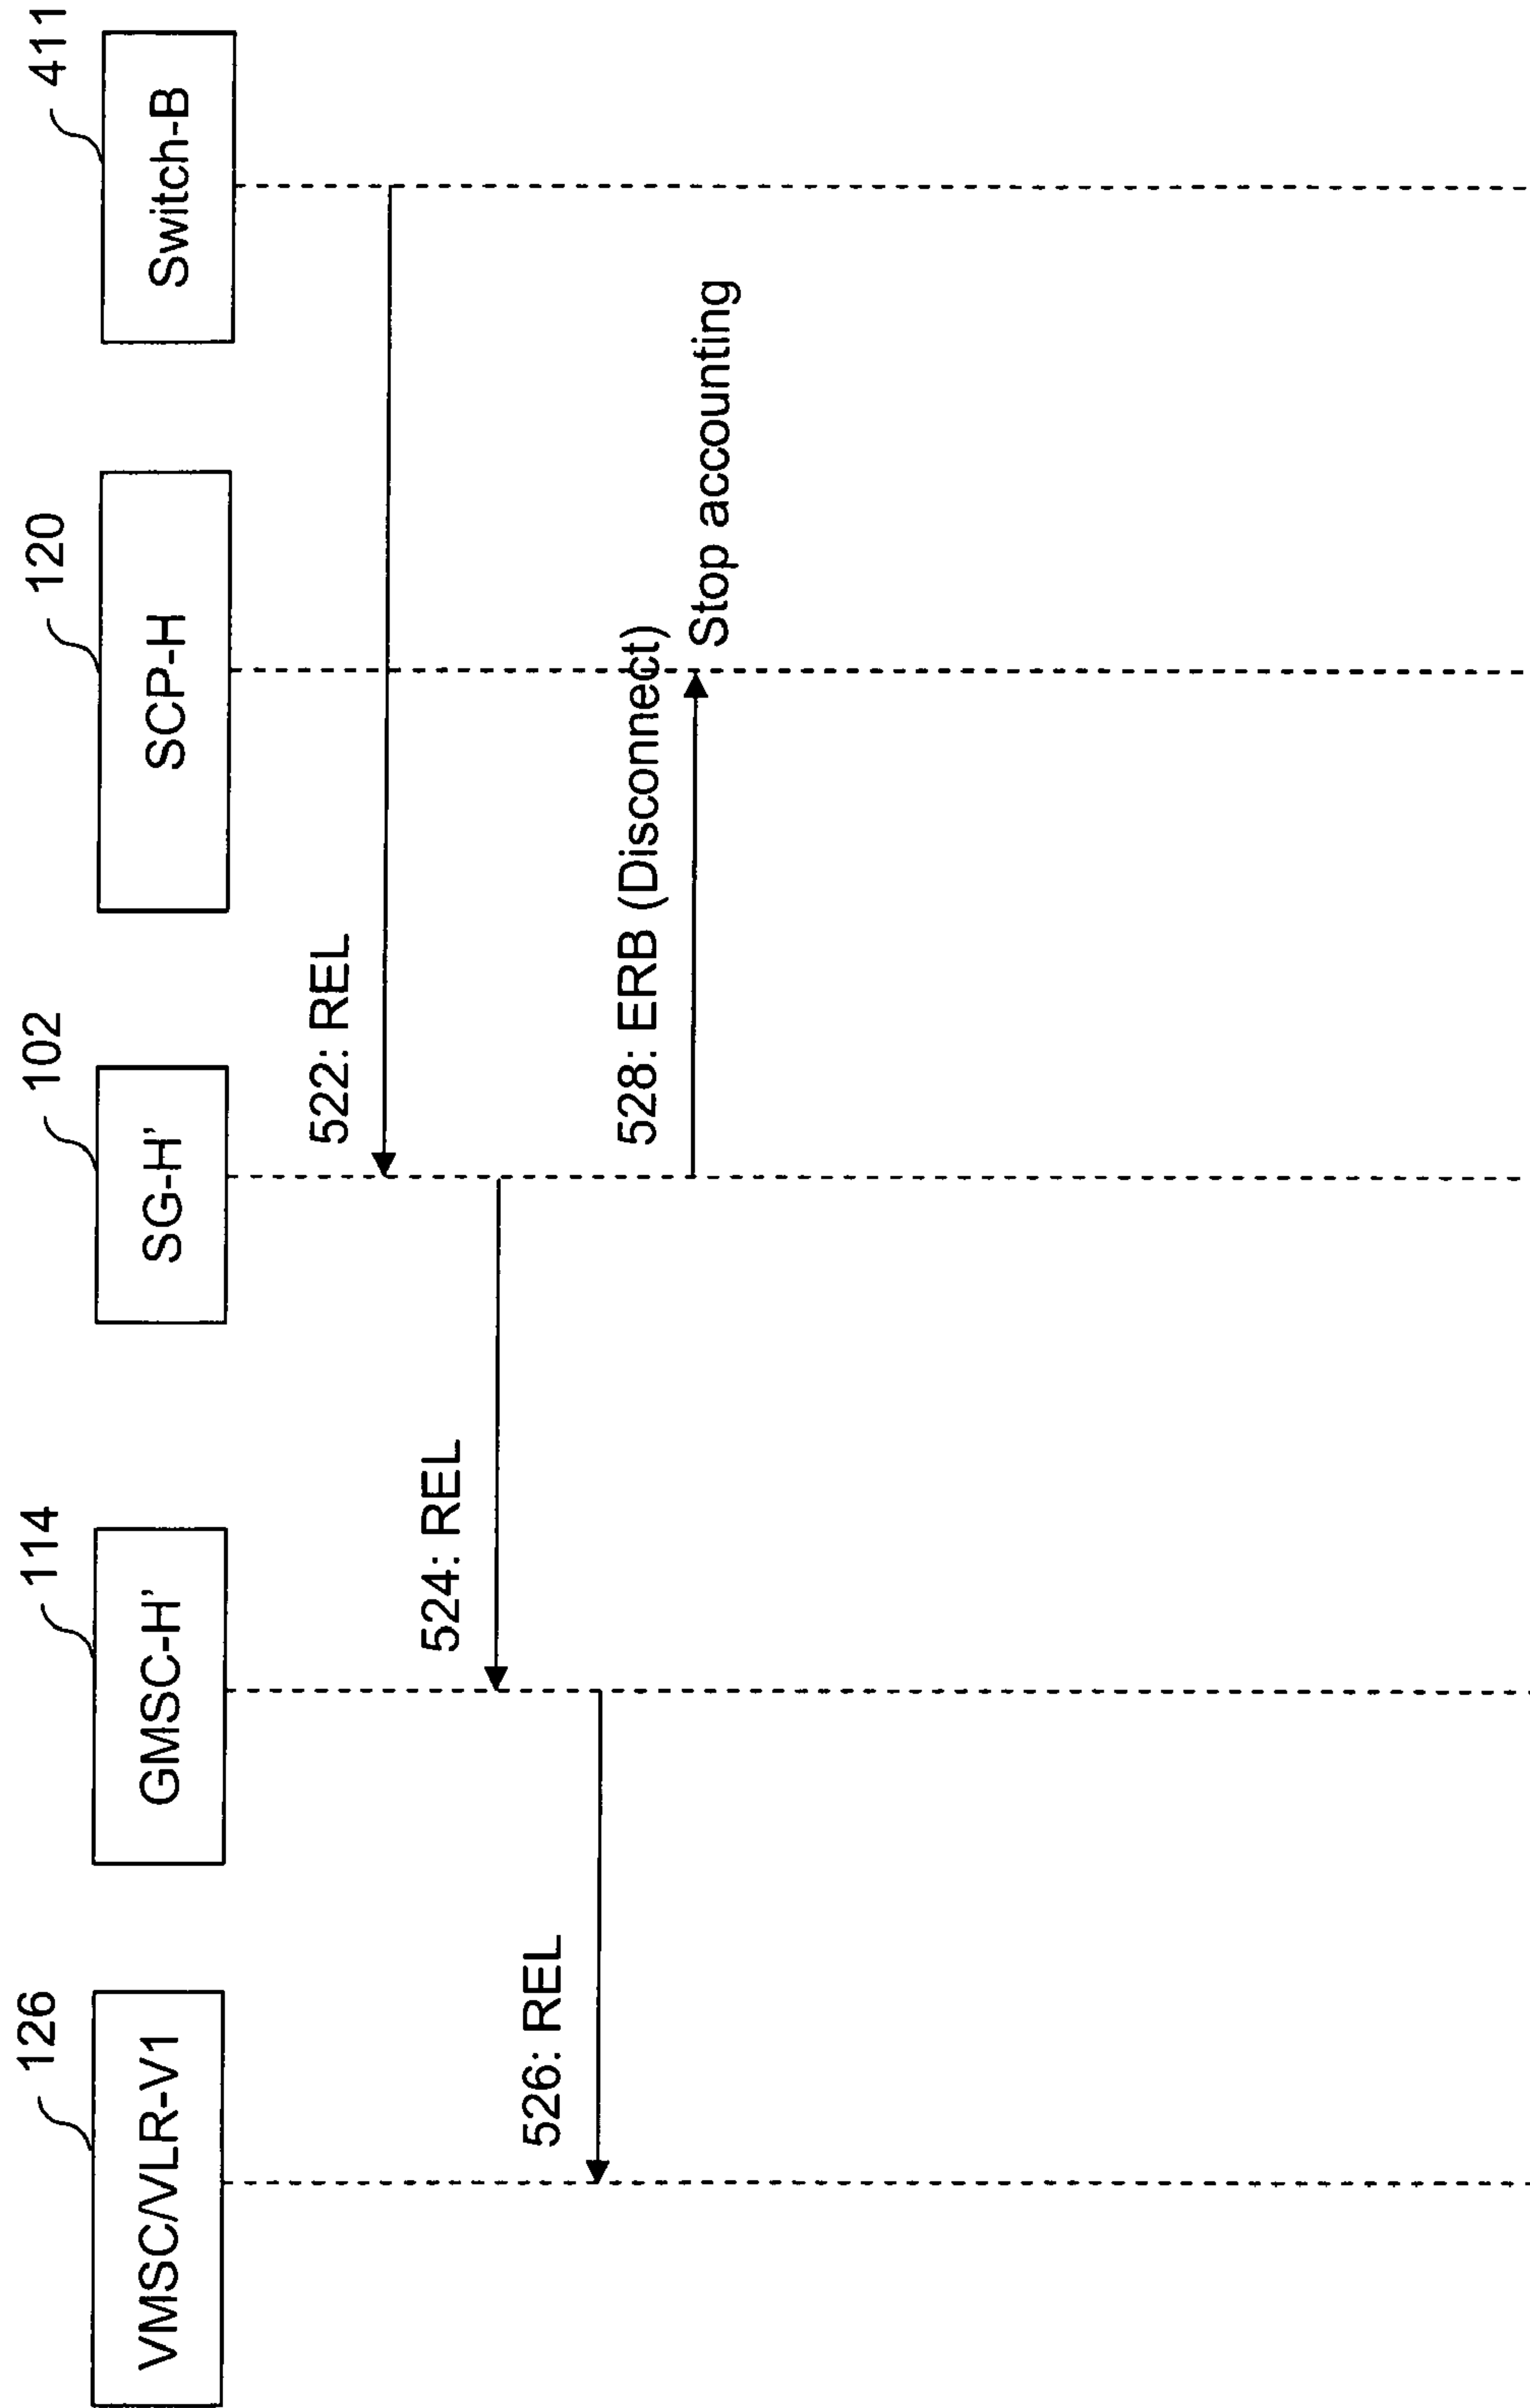 126
114
102
120
411
VMSC/VLR-V1
GMSC-H'
SG-H'
SCP-H
Switch-B
522: REL
524: REL
526: REL
528: ERB (Disconnect)
Stop accounting